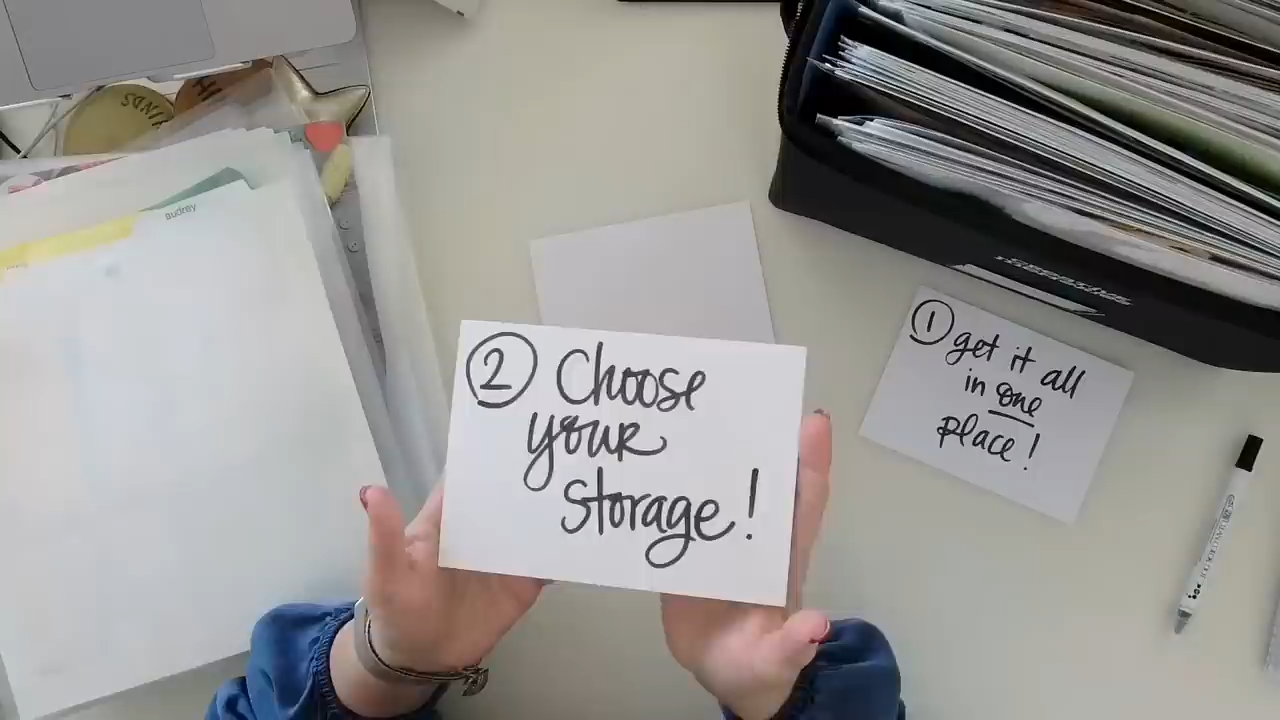 ② Choose
your
storage!
① get it all
in one
place!
audrey